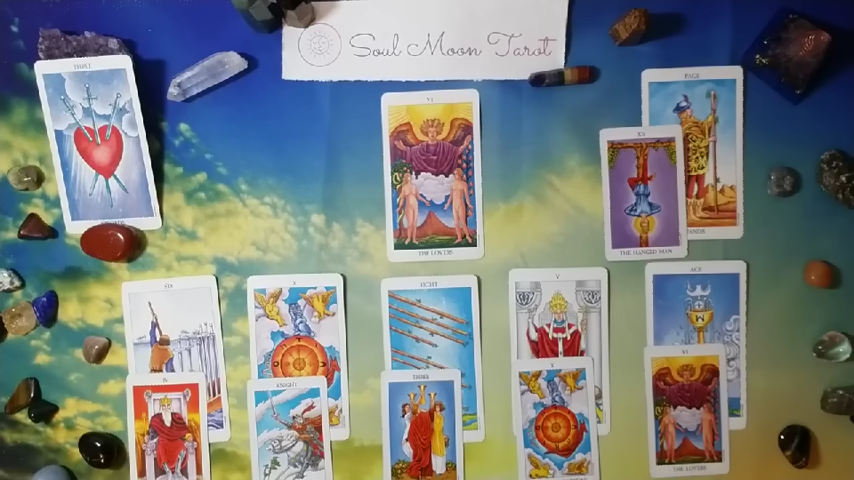 Soul Moon Tarot
THREE
PAGE
VI
XII
THE LOVERS
THE HANGED MAN
WANDS
SIX
X
EIGHT
V
ACE
IV
KNIGHT
THREE
X
VI
THE LOVERS